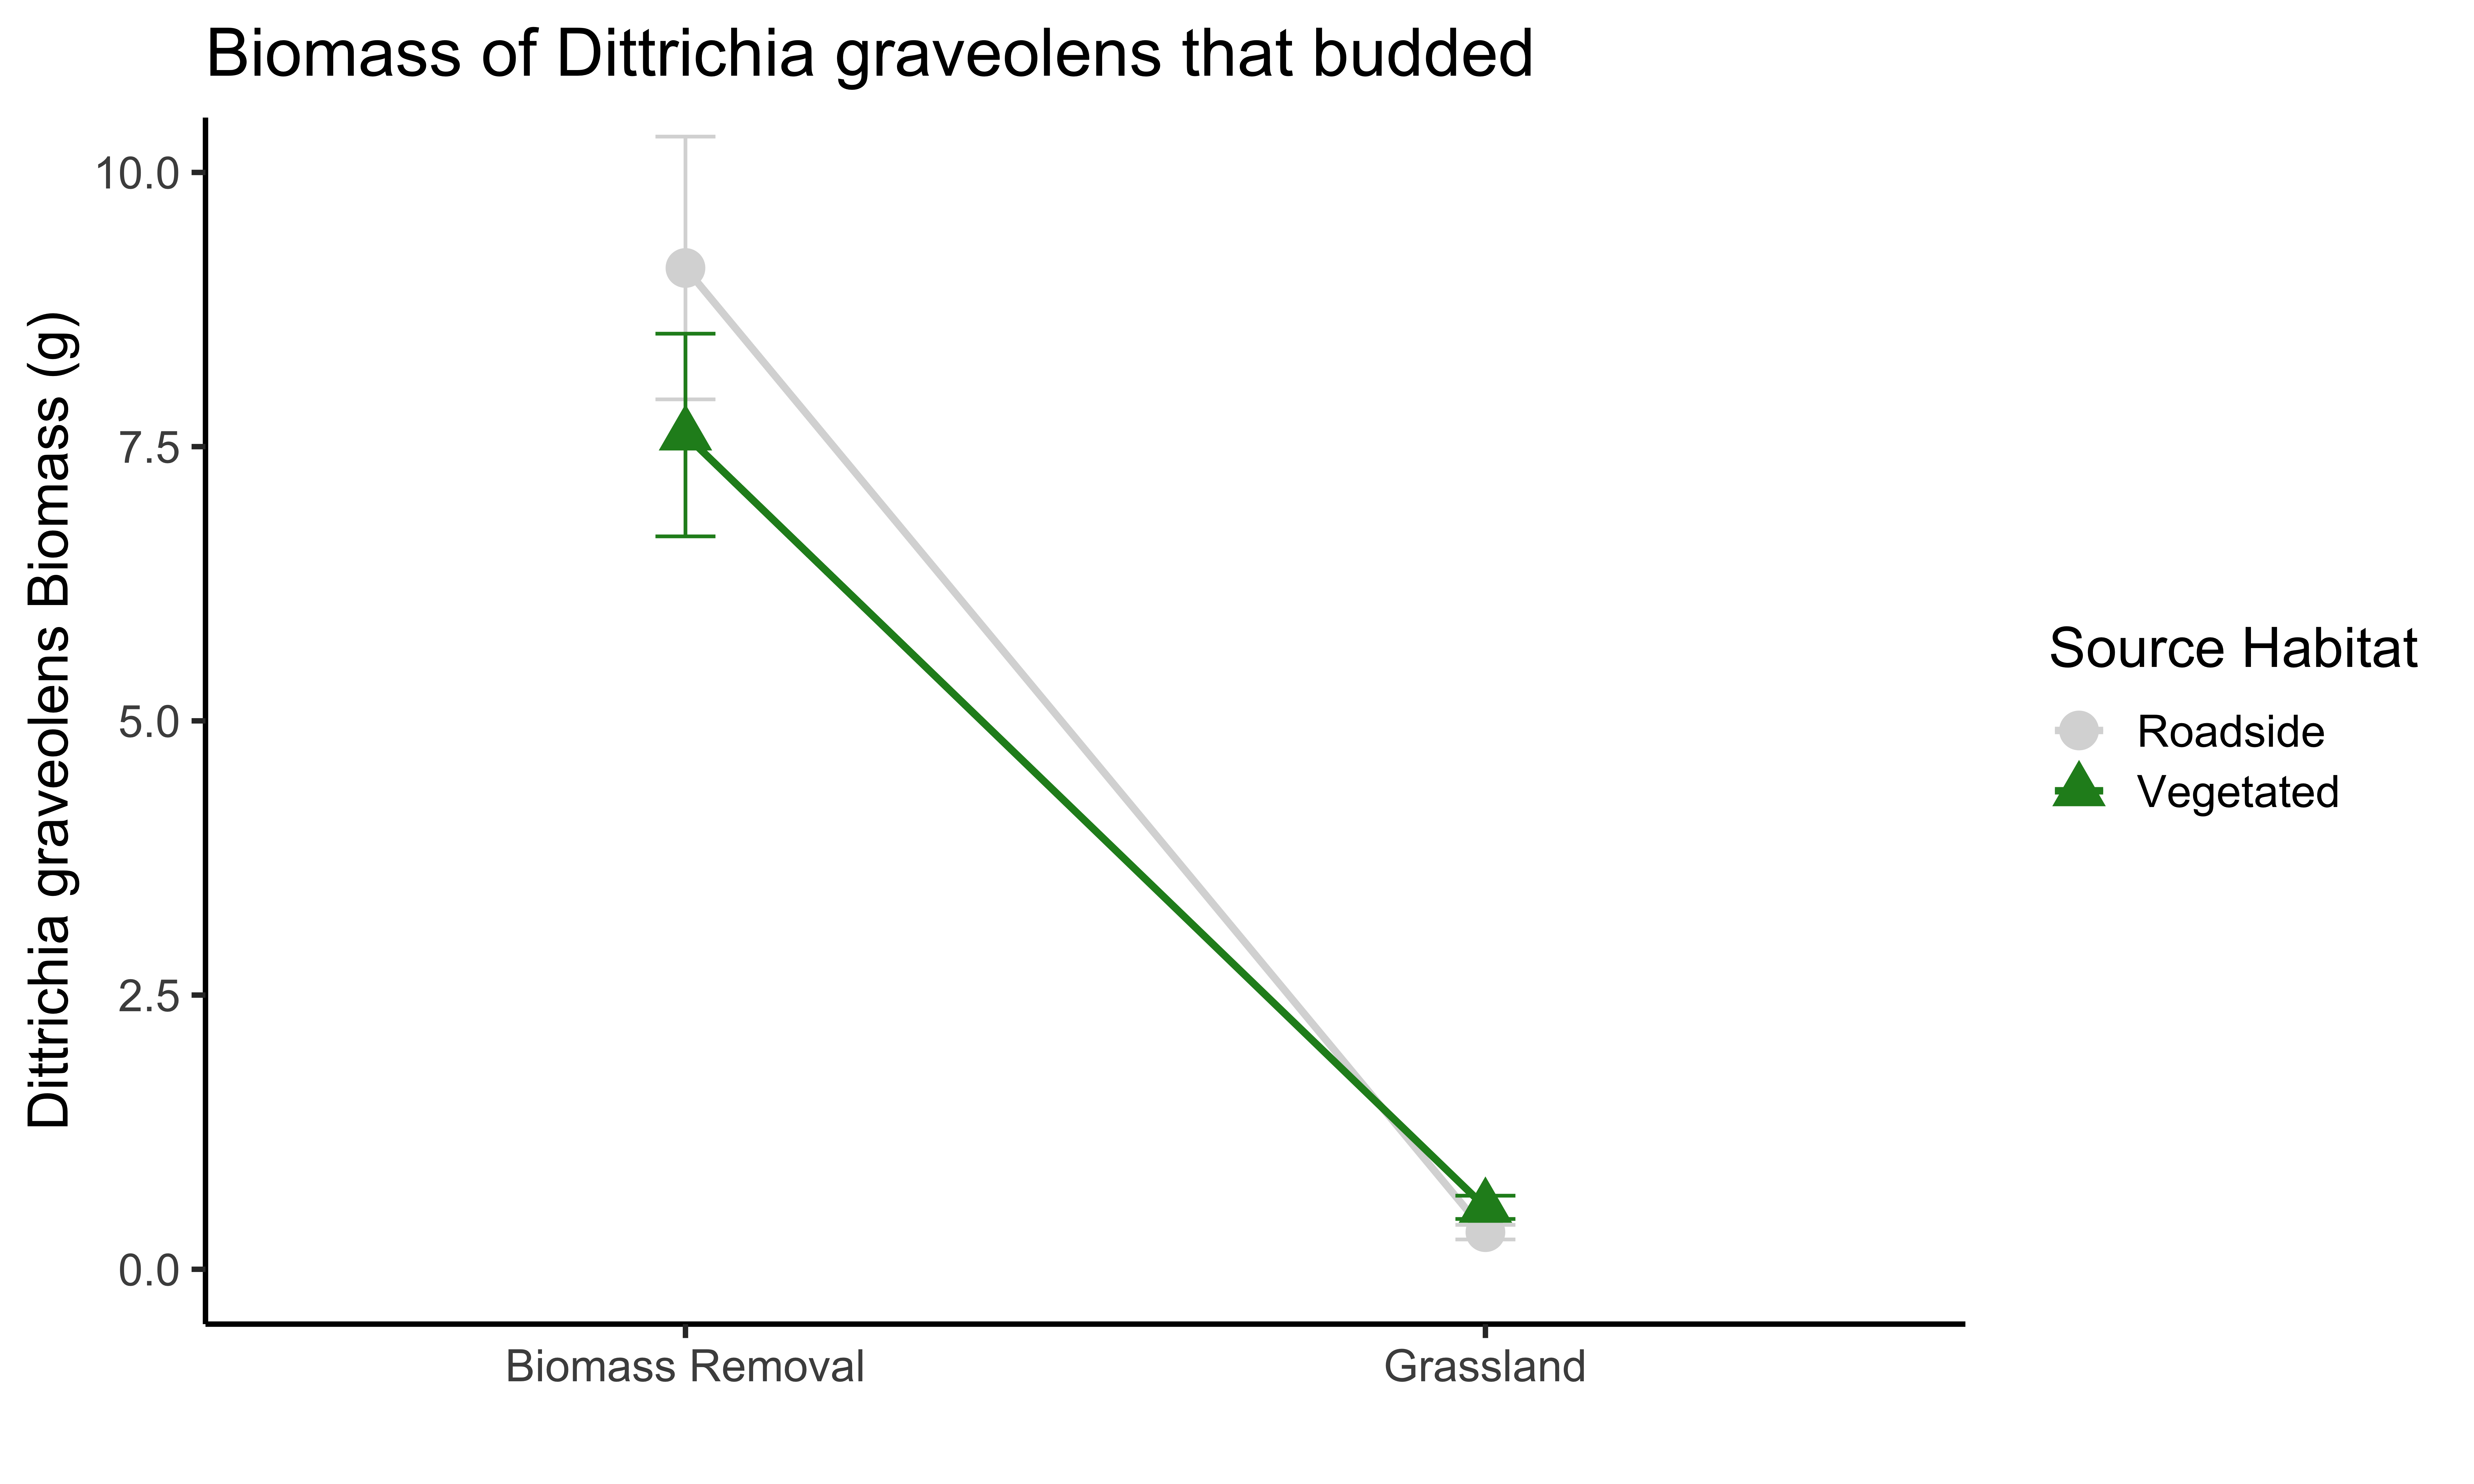 Biomass of Dittrichia graveolens that budded
Dittrichia graveolens Biomass (g)
10.0
7.5
5.0
2.5
0.0
Biomass Removal
Grassland
Source Habitat
Roadside
Vegetated